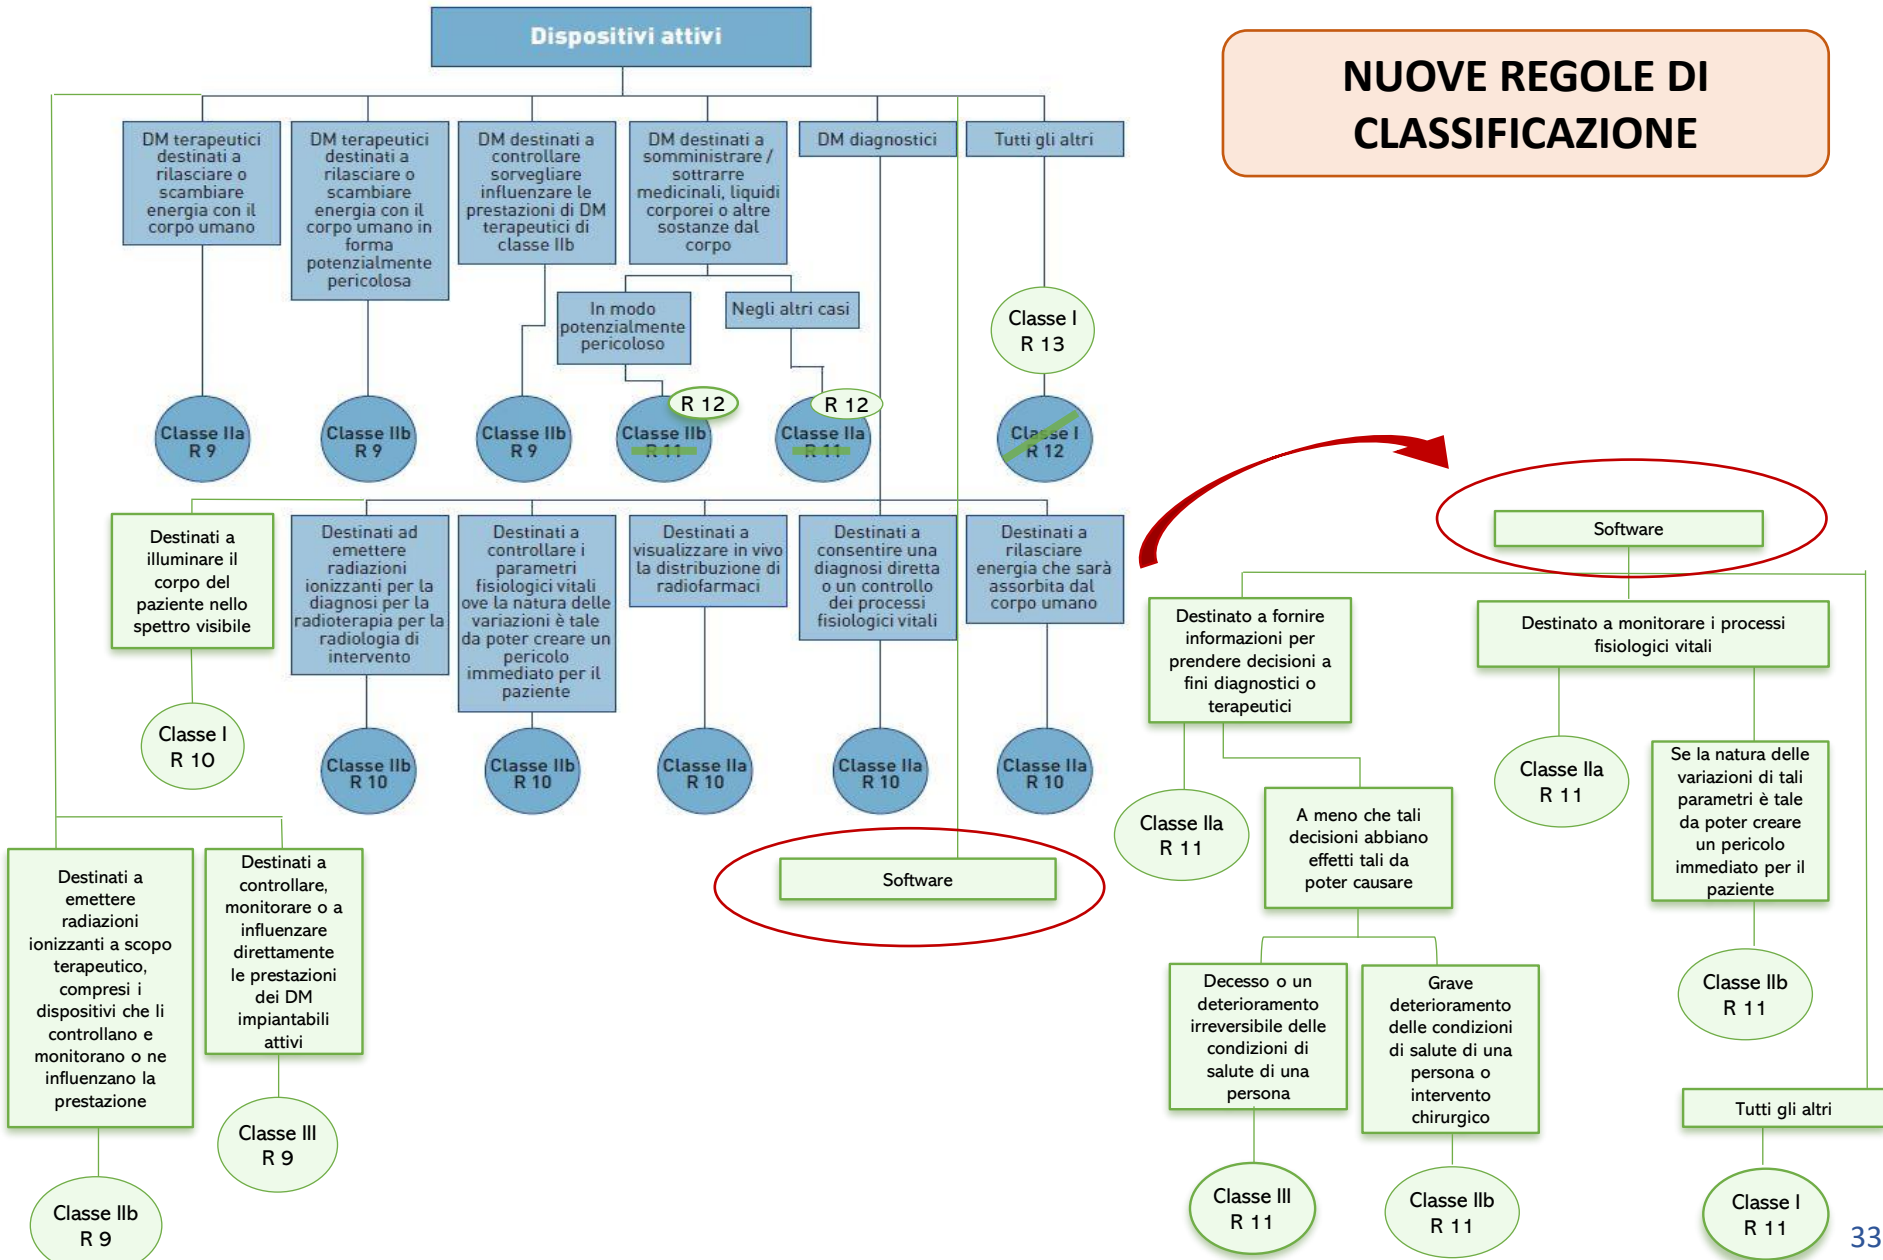 Dispositivi attivi
NUOVE REGOLE DI
CLASSIFICAZIONE
DM terapeutici
destinati a
rilasciare o
scambiare
energia con il
corpo umano
DM terapeutici
destinati a
rilasciare o
scambiare
energia con il
corpo umano in
forma
potenzialmente
pericolosa
DM destinati a
controllare
sorvegliare
influenzare le
prestazioni di DM
terapeutici di
classe IIb
DM destinati a
somministrare /
sottrarre
medicinali, liquidi
corporei o altre
sostanze dal
corpo
DM diagnostici
Tutti gli altri
In modo
potenzialmente
pericoloso
Negli altri casi
Classe I
R 13
Classe IIa
R 9
Classe IIb
R 9
Classe IIb
R 9
R 12
Classe IIb
R 11
R 12
Classe IIa
R 11
Classe I
R 12
Destinati a
illuminare il
corpo del
paziente nello
spettro visibile
Destinati ad
emettere
radiazioni
ionizzanti per la
diagnosi per la
radioterapia per la
radiologia di
intervento
Destinati a
controllare i
parametri
fisiologici vitali
ove la natura delle
variazioni è tale
da poter creare un
pericolo
immediato per il
paziente
Destinati a
visualizzare in vivo
la distribuzione di
radiofarmaci
Destinati a
consentire una
diagnosi diretta
o un controllo
dei processi
fisiologici vitali
Destinati a
rilasciare
energia che sarà
assorbita dal
corpo umano
Classe I
R 10
Classe IIb
R 10
Classe IIb
R 10
Classe IIa
R 10
Classe IIa
R 10
Classe IIa
R 10
Destinati a
emettere
radiazioni
ionizzanti a scopo
terapeutico,
compresi i
dispositivi che li
controllano e
monitorano o ne
influenzano la
prestazione
Destinati a
controllare,
monitorare o a
influenzare
direttamente
le prestazioni
dei DM
impiantabili
attivi
Classe III
R 9
Classe IIb
R 9
Software
Software
Destinato a fornire
informazioni per
prendere decisioni a
fini diagnostici o
terapeutici
Destinato a monitorare i processi
fisiologici vitali
Classe IIa
R 11
A meno che tali
decisioni abbiano
effetti tali da
poter causare
Classe IIa
R 11
Se la natura delle
variazioni di tali
parametri è tale
da poter creare
un pericolo
immediato per il
paziente
Decesso o un
deterioramento
irreversibile delle
condizioni di
salute di una
persona
Grave
deterioramento
delle condizioni
di salute di una
persona o
intervento
chirurgico
Classe IIb
R 11
Tutti gli altri
Classe III
R 11
Classe IIb
R 11
Classe I
R 11
33